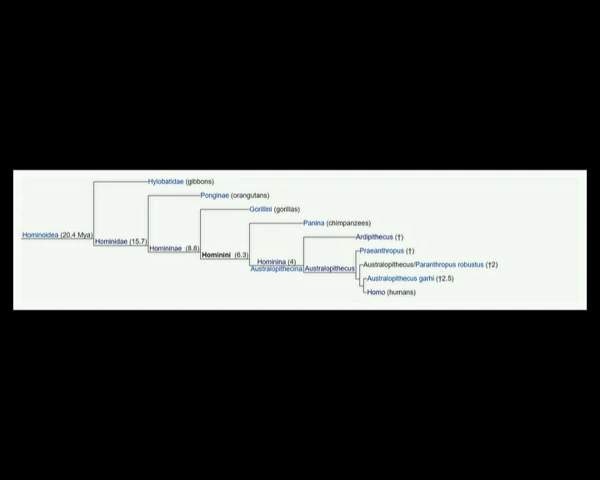 Hylobatidae (gibbons)
Ponginae (orangutans)
Gorillini (gorillas)
Panina (chimpanzees)
Hominoidea (20.4 Mya)
Ardipithecus (†)
Hominidae (15.7)
Homininae (8.8)
Praeanthropus (†)
Hominini (6.3)
Hominina (4)
Australopithecus/Paranthropus robustus (†2)
Australopithecina
Australopithecus
Australopithecus garhi (†2.5)
Homo (humans)